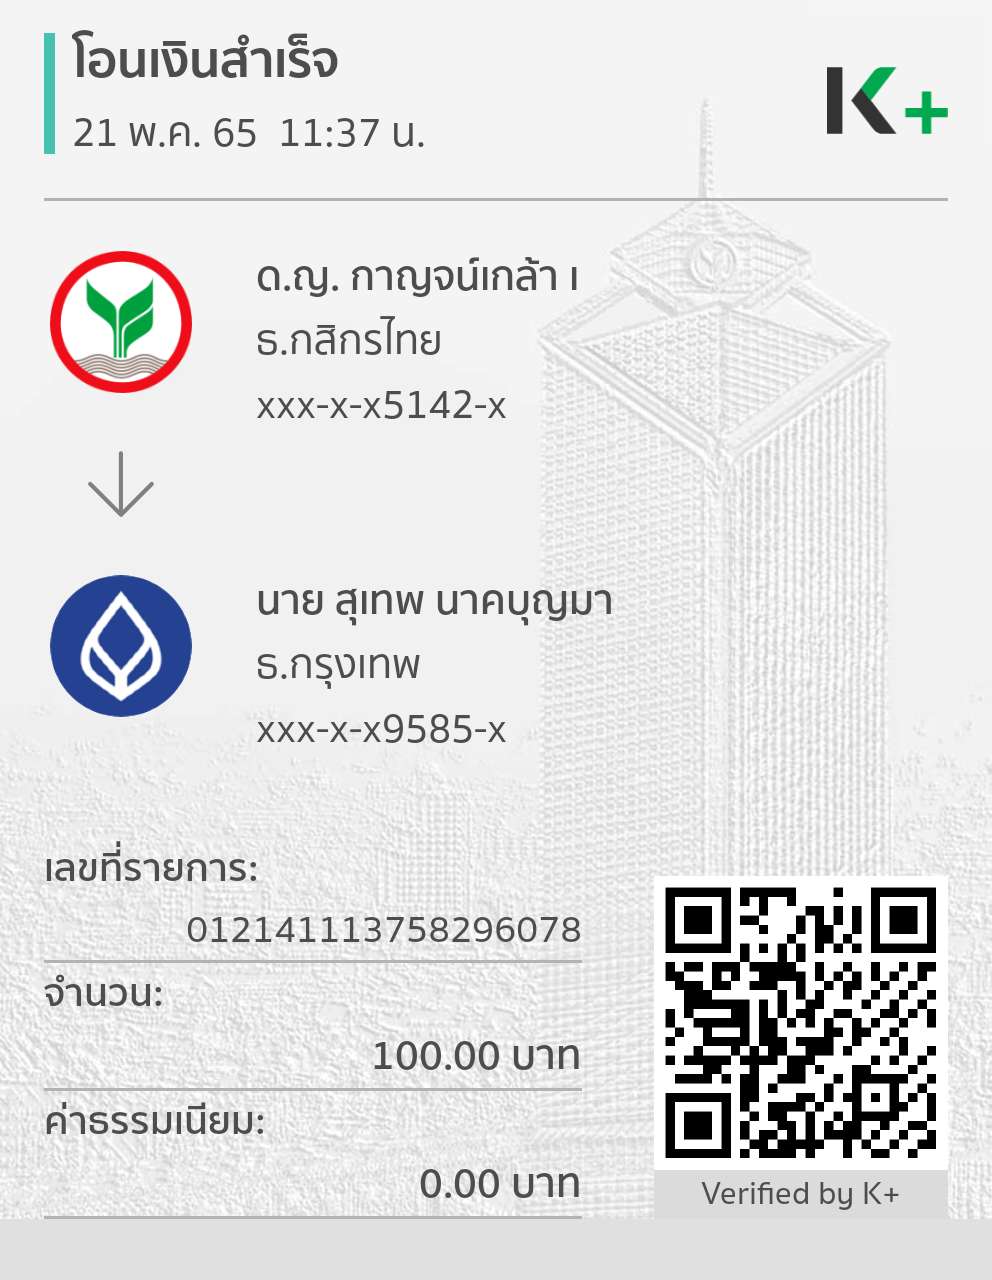 โอนเงินสำเร็จ
21 พ.ค. 65 11:37 น.
K+
ด.ญ. กาญจน์เกล้า เ
ธ.กสิกรไทย
xxx-x-x5142-x
นาย สุเทพ นาคบุญมา
ธ.กรุงเทพ
xxx-x-x9585-x
เลขที่รายการ:
012141113758296078
จำนวน:
100.00 บาท
ค่าธรรมเนียม:
0.00 บาท
Verified by K+